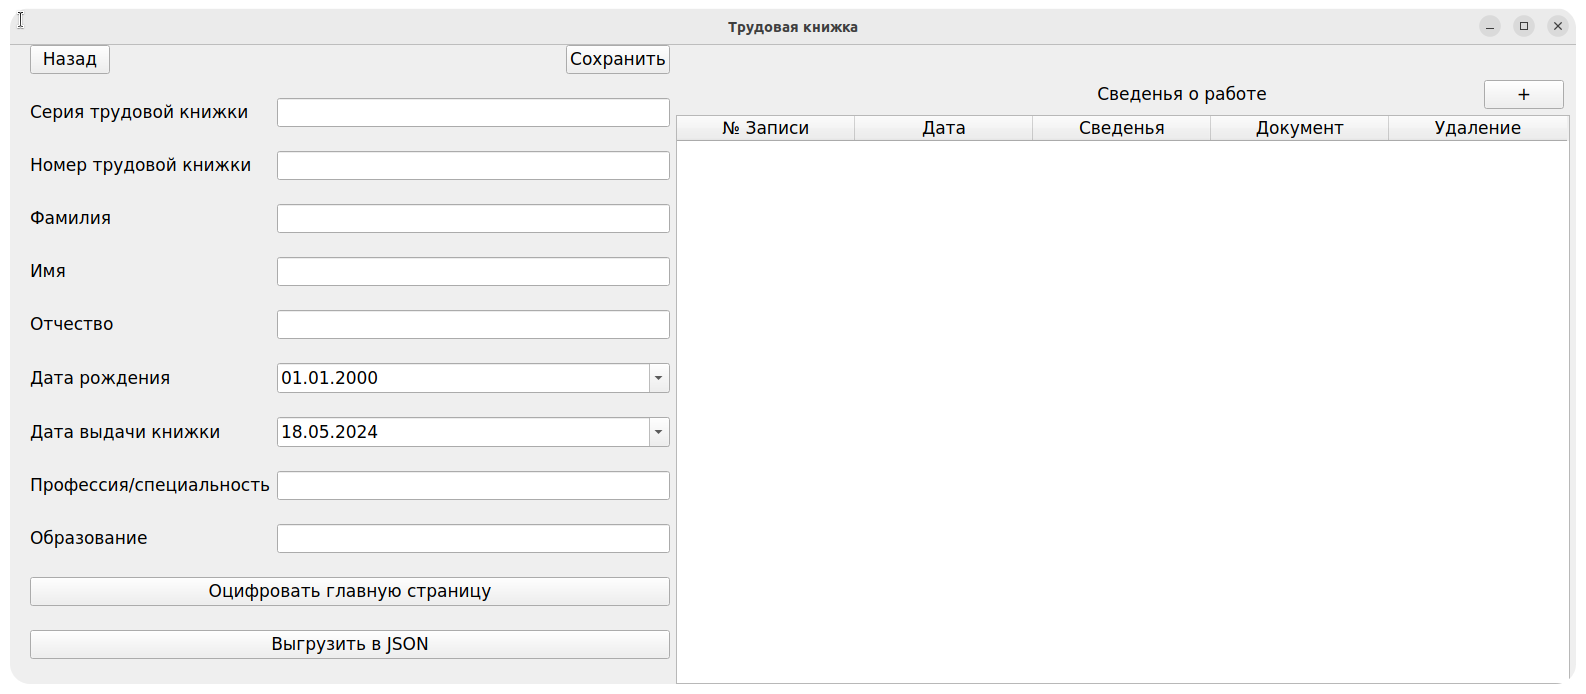 Трудовая книжка
Назад
Сохранить
Серия трудовой книжки
Номер трудовой книжки
Фамилия
Имя
Отчество
Дата рождения
01.01.2000
Дата выдачи книжки
18.05.2024
Профессия/специальность
Образование
Оцифровать главную страницу
Выгрузить в JSON
Сведенья о работе
+
№ Записи Дата Сведенья Документ Удаление